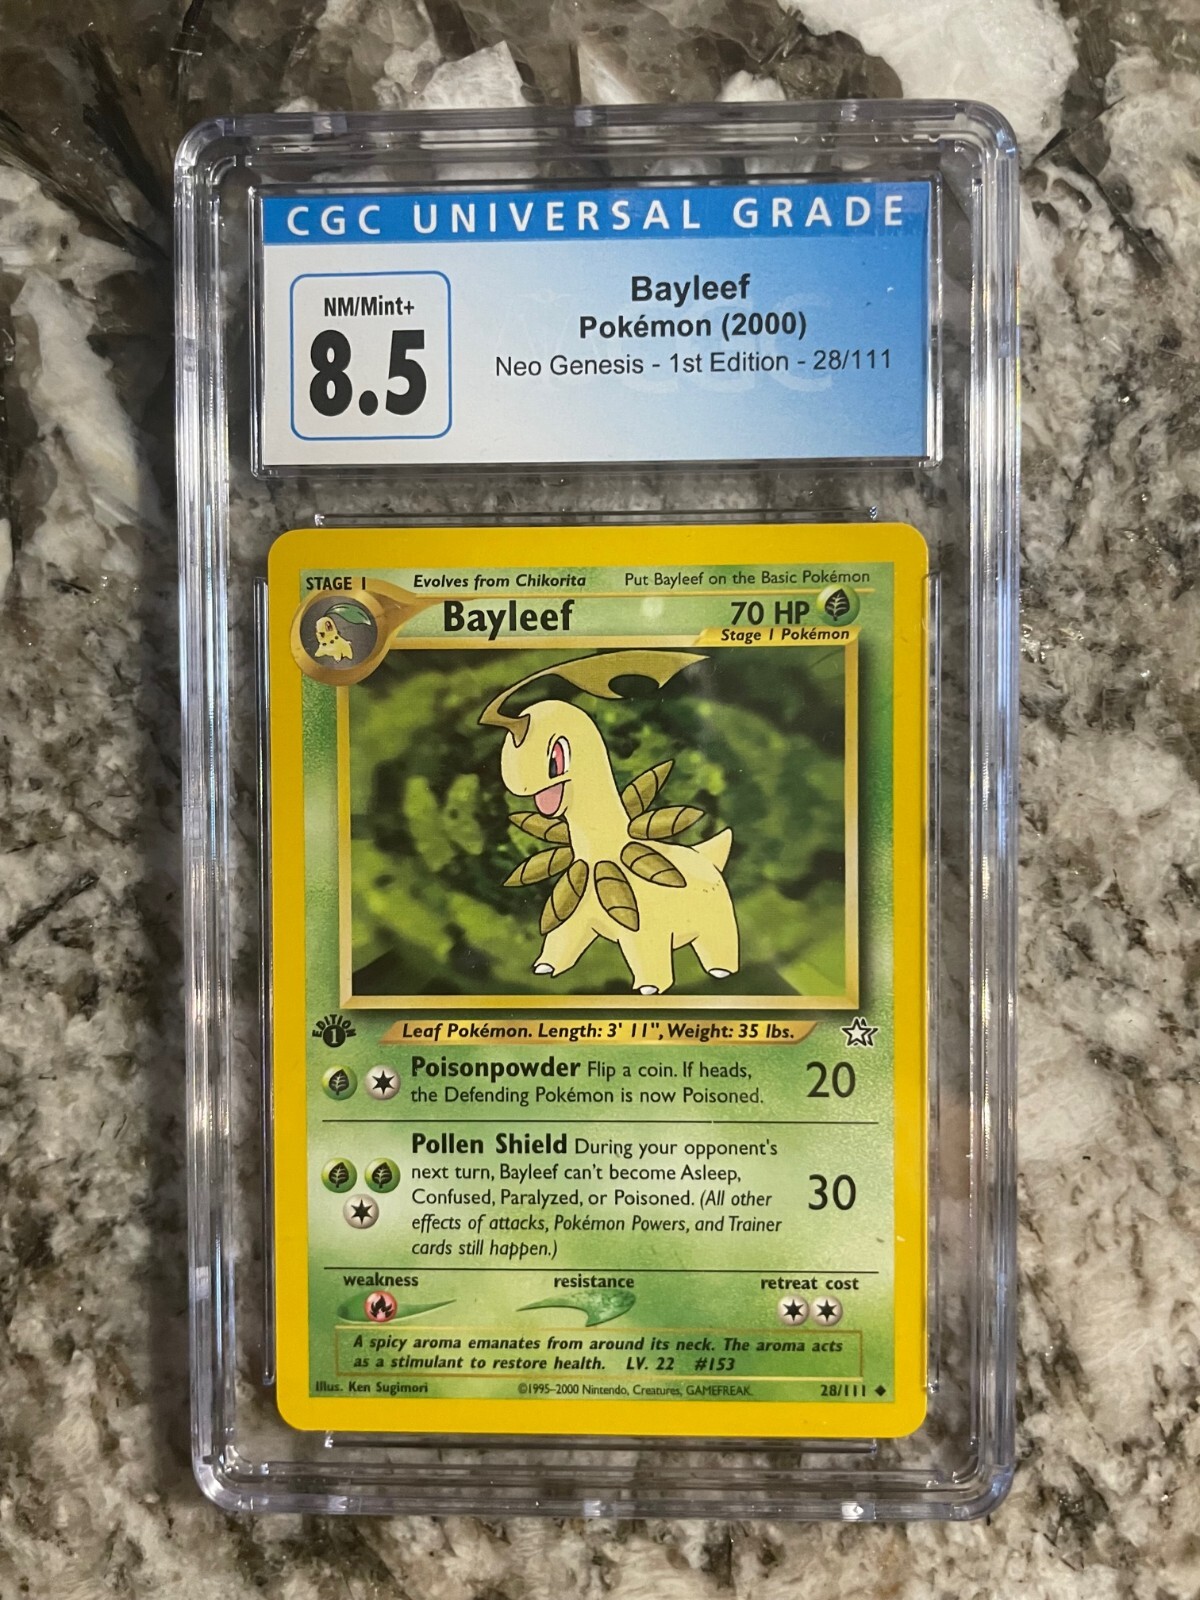 CGC UNIVERSAL GRADE
NM/Mint+
8.5
Bayleef
Pokémon (2000)
Neo Genesis - 1st Edition - 28/111
STAGE 1
Evolves from Chikorita
Put Bayleef on the Basic Pokémon
Bayleef
70 HP
Stage 1 Pokémon
EDITION
1
Leaf Pokémon. Length: 3' 11", Weight: 35 lbs.
Poisonpowder Flip a coin. If heads,
the Defending Pokémon is now Poisoned.
20
Pollen Shield During your opponent's
next turn, Bayleef can't become Asleep,
Confused, Paralyzed, or Poisoned. (All other
effects of attacks, Pokémon Powers, and Trainer
cards still happen.)
30
weakness
resistance
retreat cost
A spicy aroma emanates from around its neck. The aroma acts
as a stimulant to restore health. LV. 22 #153
Illus. Ken Sugimori
©1995-2000 Nintendo, Creatures, GAMEFREAK.
28/111